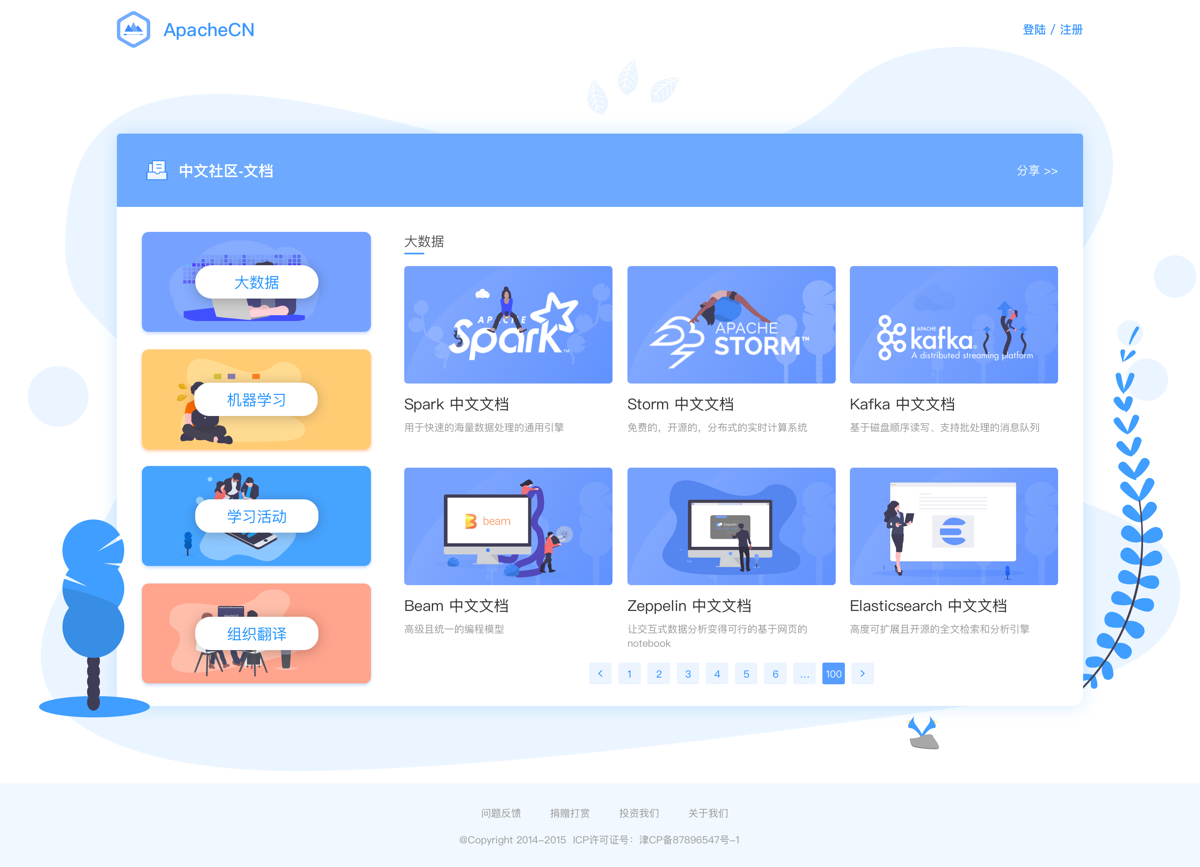 ApacheCN
登陆 / 注册
中文社区-文档
分享 >>
大数据
机器学习
学习活动
组织翻译
大数据
APACHE
Spark™
APACHE
STORM™
APACHE
kafka
A distributed streaming platform
Spark 中文文档
Storm 中文文档
Kafka 中文文档
用于快速的海量数据处理的通用引擎
免费的，开源的，分布式的实时计算系统
基于磁盘顺序读写、支持批处理的消息队列
beam
Beam 中文文档
Zeppelin 中文文档
Elasticsearch 中文文档
高级且统一的编程模型
让交互式数据分析变得可行的基于网页的
notebook
高度可扩展且开源的全文检索和分析引擎
< 1 2 3 4 5 6 ... 100 >
问题反馈 捐赠打赏 投资我们 关于我们
@Copyright 2014-2015 ICP许可证号：津CP备87896547号-1